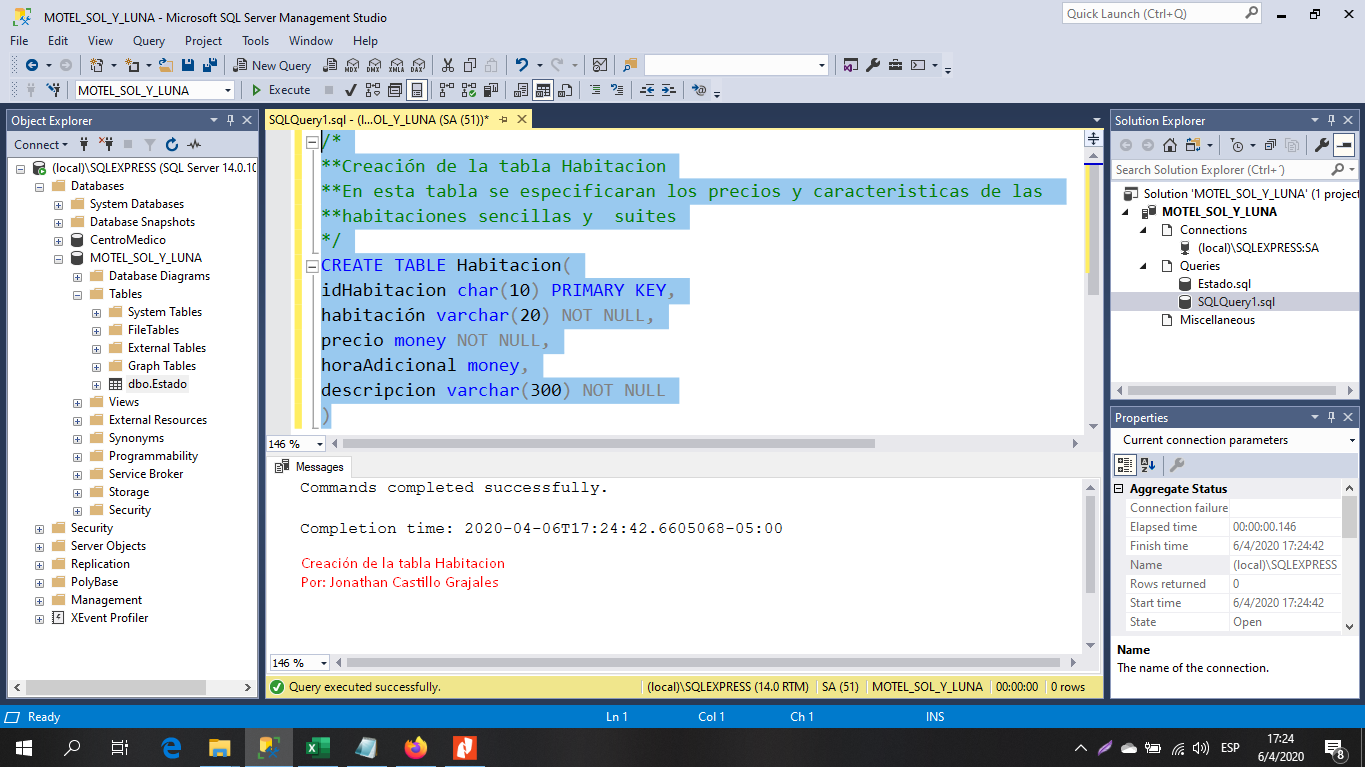 MOTEL_SOL_Y_LUNA - Microsoft SQL Server Management Studio
Quick Launch (Ctrl+Q)
File Edit View Query Project Tools Window Help
New Query MDX DMX XMLA DAX
MOTEL_SOL_Y_LUNA Execute
Object Explorer
Connect
(local)\SQLEXPRESS (SQL Server 14.0.10
Databases
System Databases
Database Snapshots
CentroMedico
MOTEL_SOL_Y_LUNA
Database Diagrams
Tables
System Tables
FileTables
External Tables
Graph Tables
dbo.Estado
Views
External Resources
Synonyms
Programmability
Service Broker
Storage
Security
Security
Server Objects
Replication
PolyBase
Management
XEvent Profiler
SQLQuery1.sql - (l...OL_Y_LUNA (SA (51))*
/*
**Creación de la tabla Habitacion
**En esta tabla se especificaran los precios y caracteristicas de las
**habitaciones sencillas y  suites
*/
CREATE TABLE Habitacion(
idHabitacion char(10) PRIMARY KEY,
habitación varchar(20) NOT NULL,
precio money NOT NULL,
horaAdicional money,
descripcion varchar(300) NOT NULL
)
146 %
Messages
Commands completed successfully.
Completion time: 2020-04-06T17:24:42.6605068-05:00
Creación de la tabla Habitacion
Por: Jonathan Castillo Grajales
146 %
Query executed successfully. (local)\SQLEXPRESS (14.0 RTM) SA (51) MOTEL_SOL_Y_LUNA 00:00:00 0 rows
Solution Explorer
Search Solution Explorer (Ctrl+´)
Solution 'MOTEL_SOL_Y_LUNA' (1 project
MOTEL_SOL_Y_LUNA
Connections
(local)\SQLEXPRESS:SA
Queries
Estado.sql
SQLQuery1.sql
Miscellaneous
Properties
Current connection parameters
Aggregate Status
Connection failure
Elapsed time 00:00:00.146
Finish time 6/4/2020 17:24:42
Name (local)\SQLEXPRESS
Rows returned 0
Start time 6/4/2020 17:24:42
State Open
Name
The name of the connection.
Ready Ln 1 Col 1 Ch 1 INS
ESP 17:24
6/4/2020
8